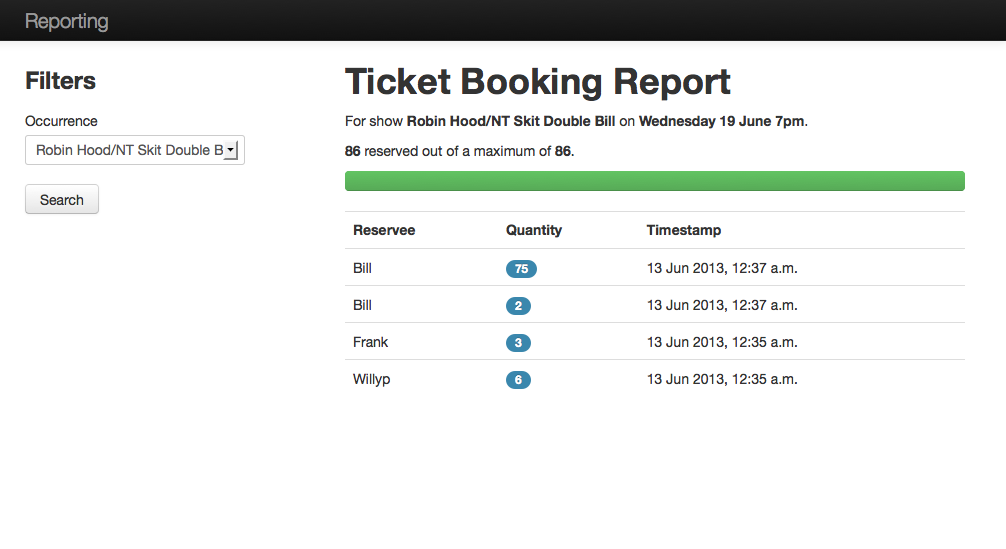 Reporting
Filters
Occurrence
Robin Hood/NT Skit Double B
Search
Ticket Booking Report
For show Robin Hood/NT Skit Double Bill on Wednesday 19 June 7pm.
86 reserved out of a maximum of 86.
Reservee Quantity Timestamp
Bill 75 13 Jun 2013, 12:37 a.m.
Bill 2 13 Jun 2013, 12:37 a.m.
Frank 3 13 Jun 2013, 12:35 a.m.
Willyp 6 13 Jun 2013, 12:35 a.m.